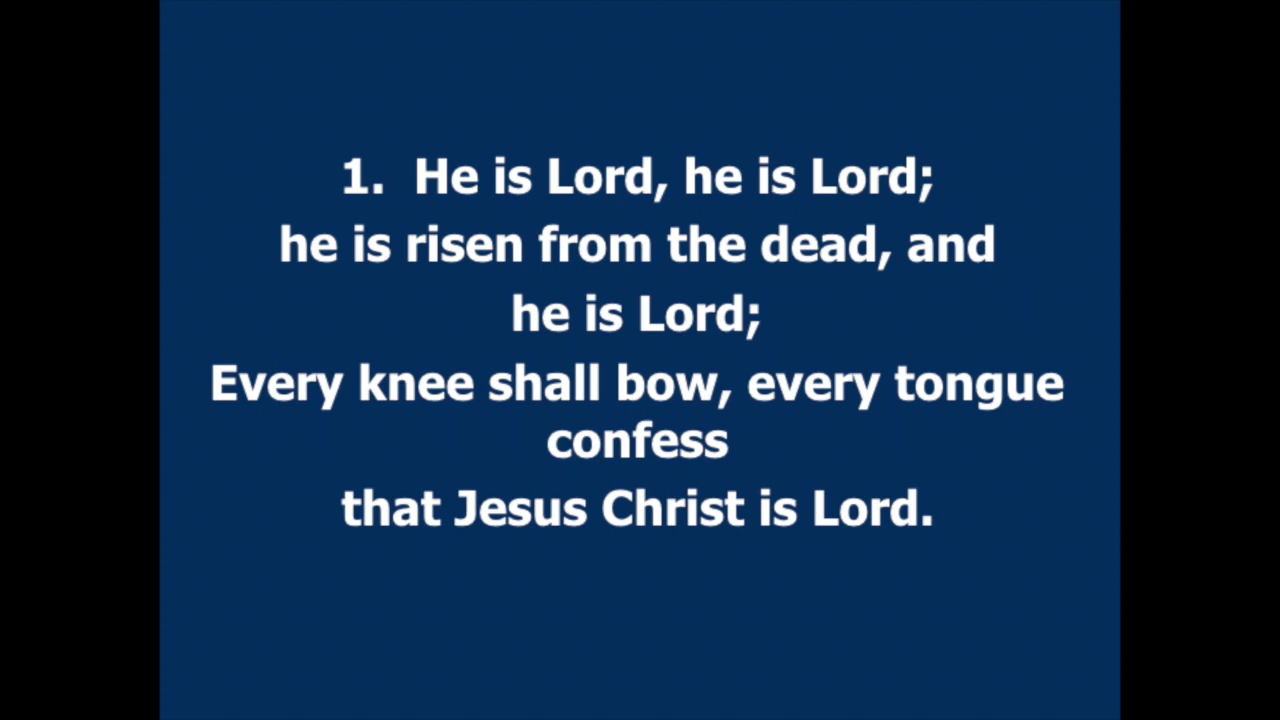 1.  He is Lord, he is Lord;
he is risen from the dead, and
he is Lord;
Every knee shall bow, every tongue
confess
that Jesus Christ is Lord.